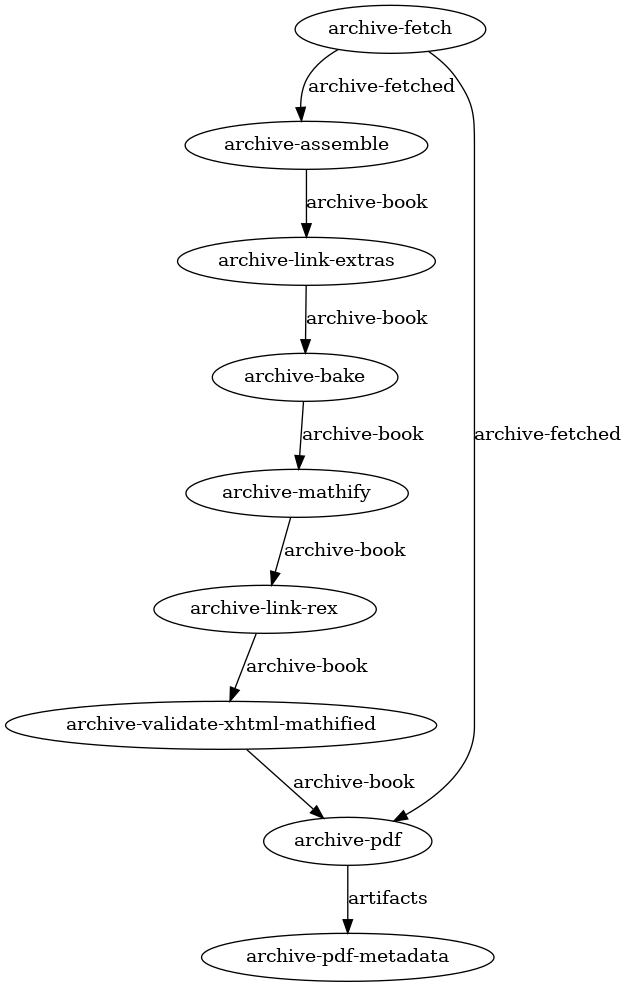 archive-fetch
archive-fetched
archive-assemble
archive-book
archive-link-extras
archive-book
archive-bake
archive-book
archive-fetched
archive-mathify
archive-book
archive-link-rex
archive-book
archive-validate-xhtml-mathified
archive-book
archive-pdf
artifacts
archive-pdf-metadata